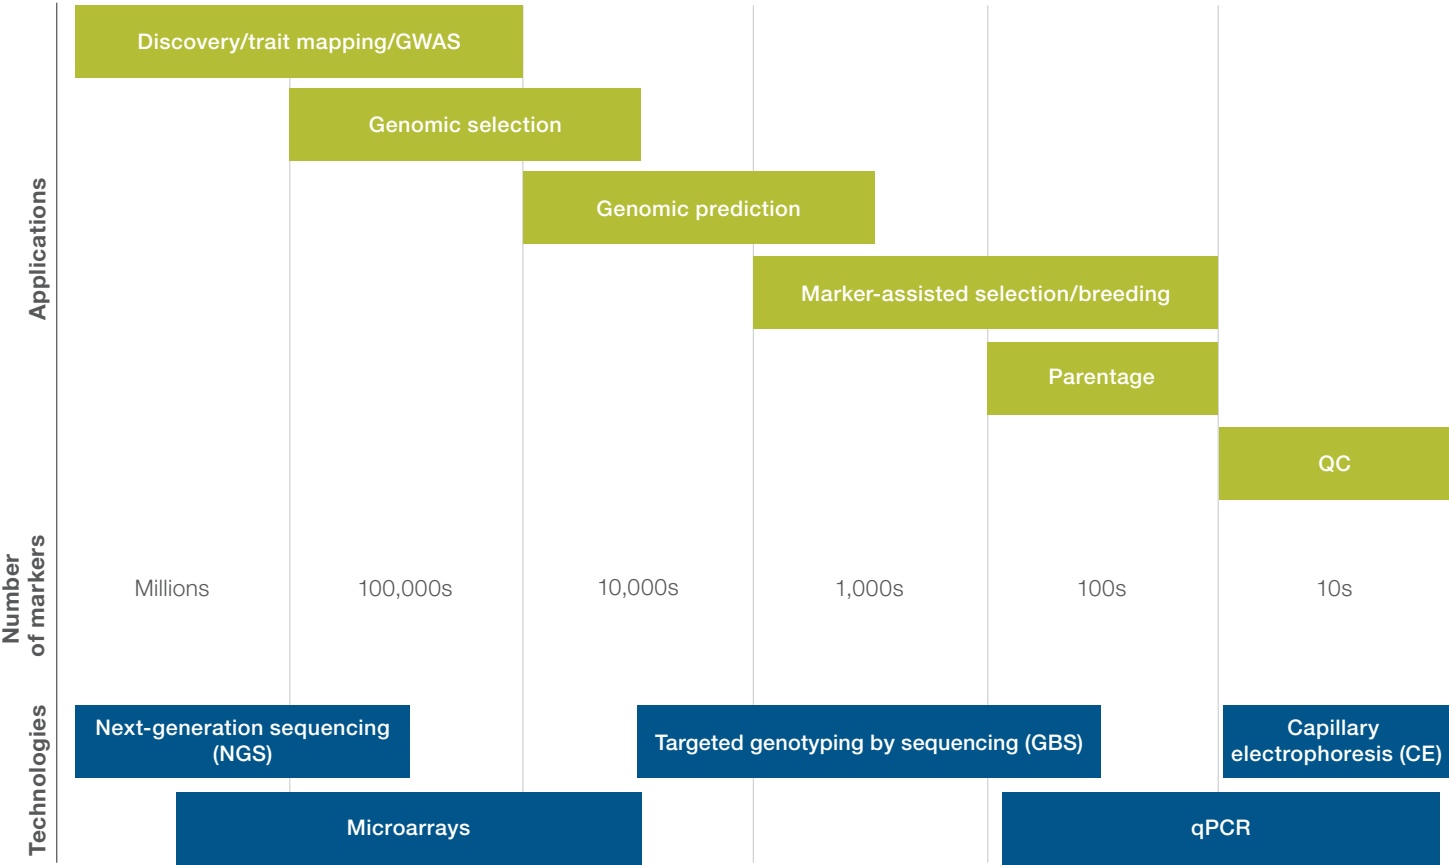 Applications
Discovery/trait mapping/GWAS
Genomic selection
Genomic prediction
Marker-assisted selection/breeding
Parentage
QC
Number
of markers
Millions
100,000s
10,000s
1,000s
100s
10s
Technologies
Next-generation sequencing
(NGS)
Targeted genotyping by sequencing (GBS)
Capillary
electrophoresis (CE)
Microarrays
qPCR